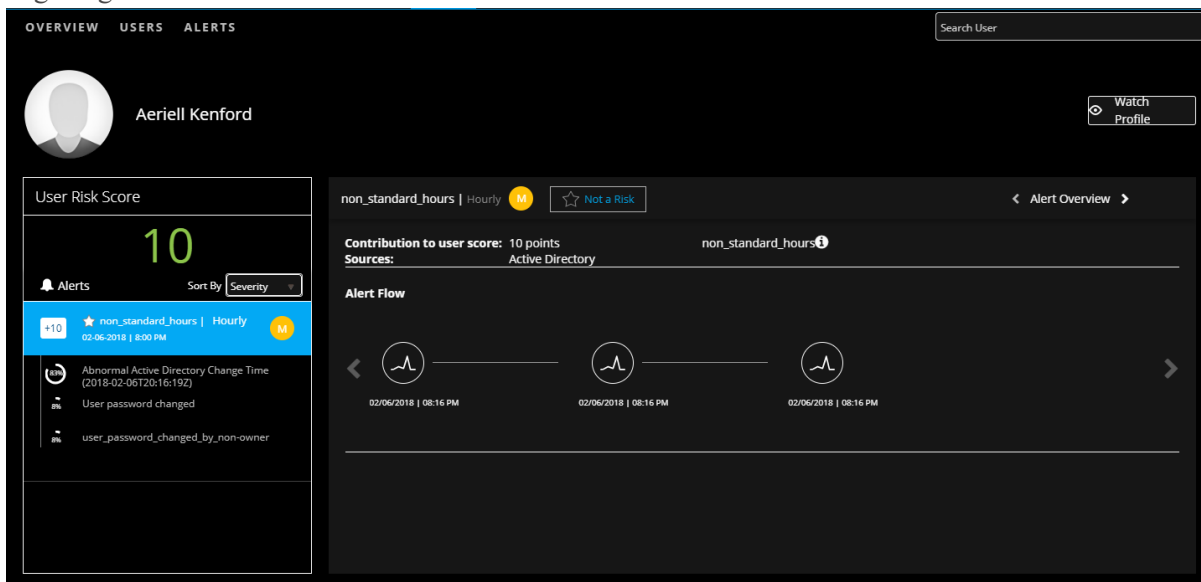 OVERVIEW USERS ALERTS
Search User
Aeriell Kenford
Watch
Profile
User Risk Score
10
Alerts Sort By Severity
+10 non_standard_hours | Hourly M
02-06-2018 | 8:00 PM
83% Abnormal Active Directory Change Time
(2018-02-06T20:16:19Z)
8% User password changed
8% user_password_changed_by_non-owner
non_standard_hours | Hourly M Not a Risk
Alert Overview
Contribution to user score: 10 points non_standard_hours
Sources: Active Directory
Alert Flow
02/06/2018 | 08:16 PM 02/06/2018 | 08:16 PM 02/06/2018 | 08:16 PM